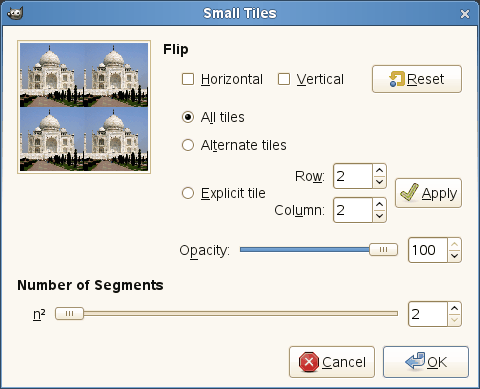 Small Tiles
Flip
Horizontal Vertical Reset
All tiles
Alternate tiles
Row: 2
Explicit tile Apply
Column: 2
Opacity: 100
Number of Segments
n² 2
Cancel OK